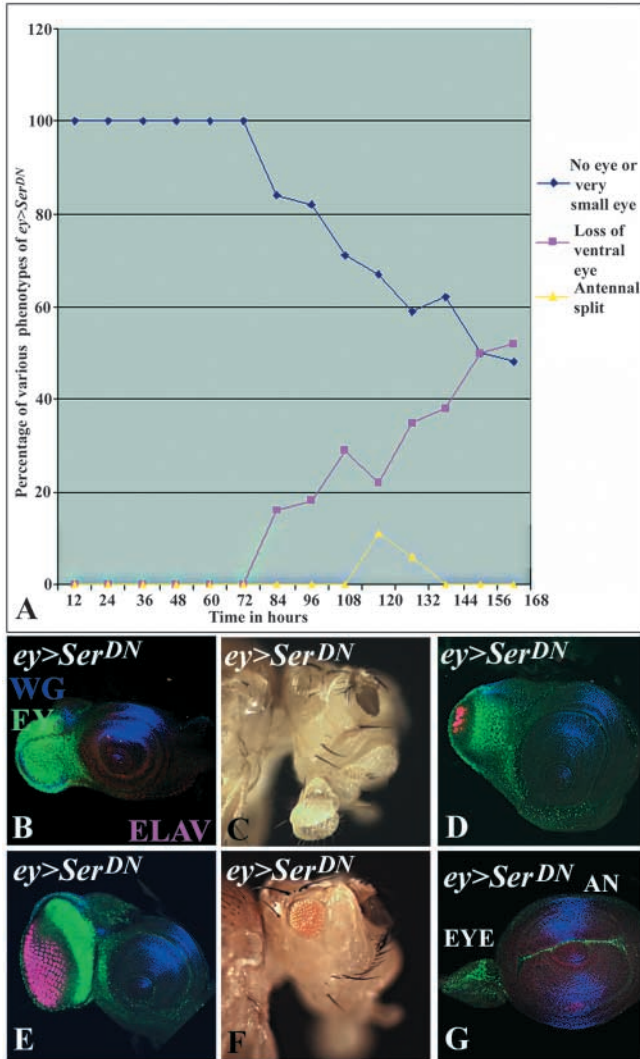 120
100
80
60
40
20
0
Percentage of various phenotypes of ey>SerDN
12 24 36 48 60 72 84 96 108 120 132 144 156 168
Time in hours
A
No eye or
very
small eye
Loss of
ventral
eye
Antennal
split
ey>SerDN
WG
EY
ELAV
B
ey>SerDN
C
ey>SerDN
D
ey>SerDN
E
ey>SerDN
F
ey>SerDN
AN
EYE
G